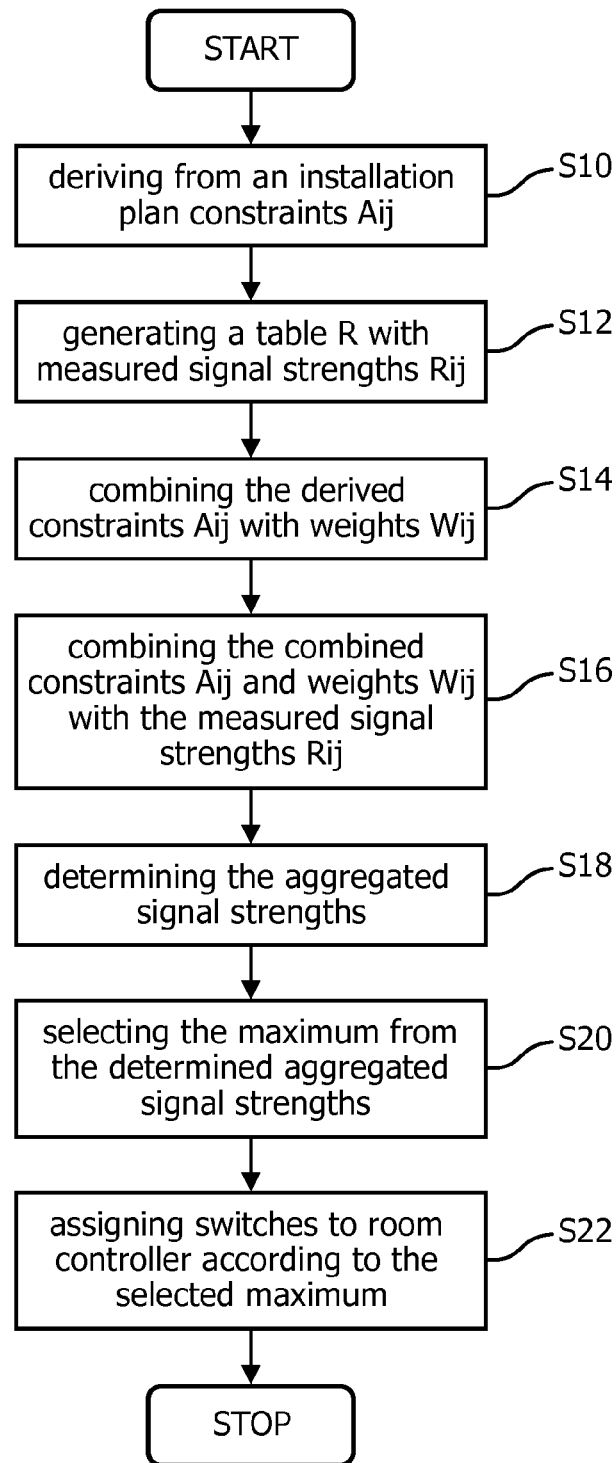 START
deriving from an installation
plan constraints Aij
S10
generating a table R with
measured signal strengths Rij
S12
combining the derived
constraints Aij with weights Wij
S14
combining the combined
constraints Aij and weights Wij
with the measured signal
strengths Rij
S16
determining the aggregated
signal strengths
S18
selecting the maximum from
the determined aggregated
signal strengths
S20
assigning switches to room
controller according to the
selected maximum
S22
STOP